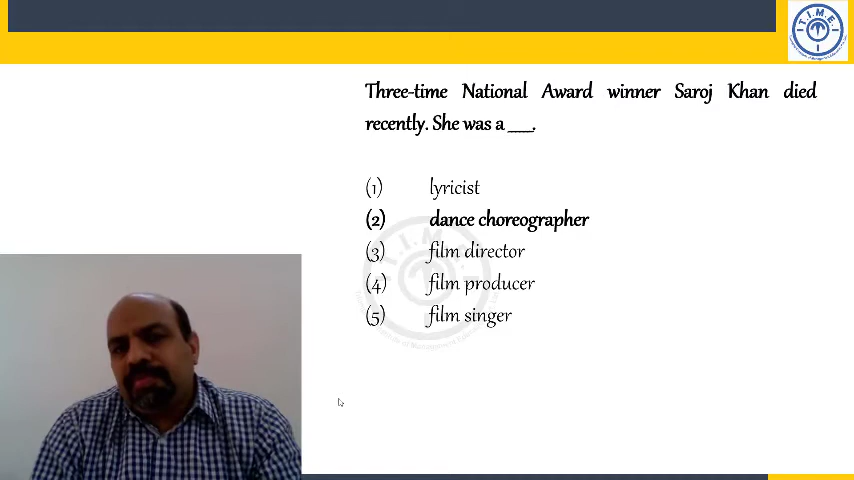 T.I.M.E.
Three-time National Award winner Saroj Khan died
recently. She was a ___.
(1) lyricist
(2) dance choreographer
(3) film director
(4) film producer
(5) film singer